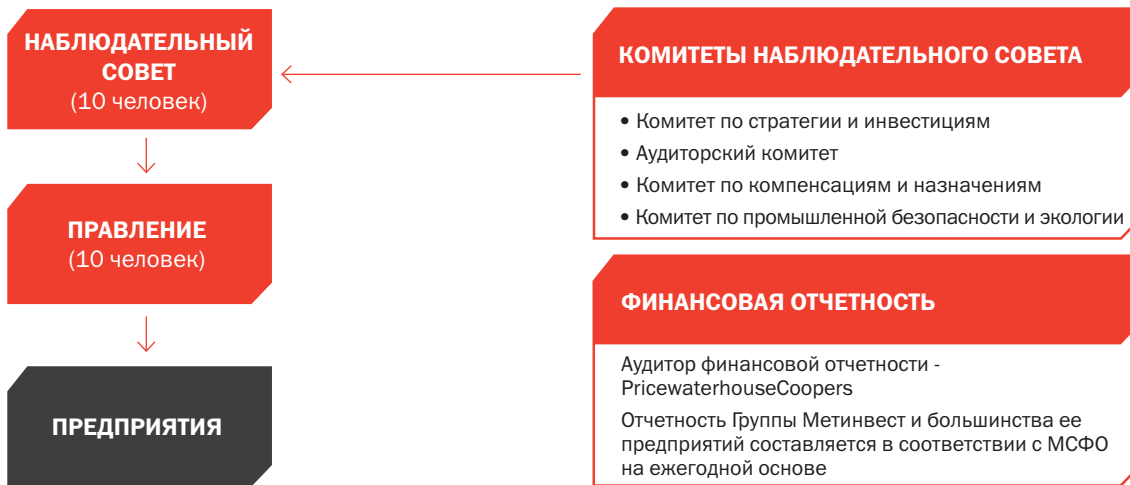 НАБЛЮДАТЕЛЬНЫЙ
СОВЕТ
(10 человек)
ПРАВЛЕНИЕ
(10 человек)
ПРЕДПРИЯТИЯ
КОМИТЕТЫ НАБЛЮДАТЕЛЬНОГО СОВЕТА
• Комитет по стратегии и инвестициям
• Аудиторский комитет
• Комитет по компенсациям и назначениям
• Комитет по промышленной безопасности и экологии
ФИНАНСОВАЯ ОТЧЕТНОСТЬ
Аудитор финансовой отчетности -
PricewaterhouseCoopers
Отчетность Группы Метинвест и большинства ее
предприятий составляется в соответствии с МСФО
на ежегодной основе